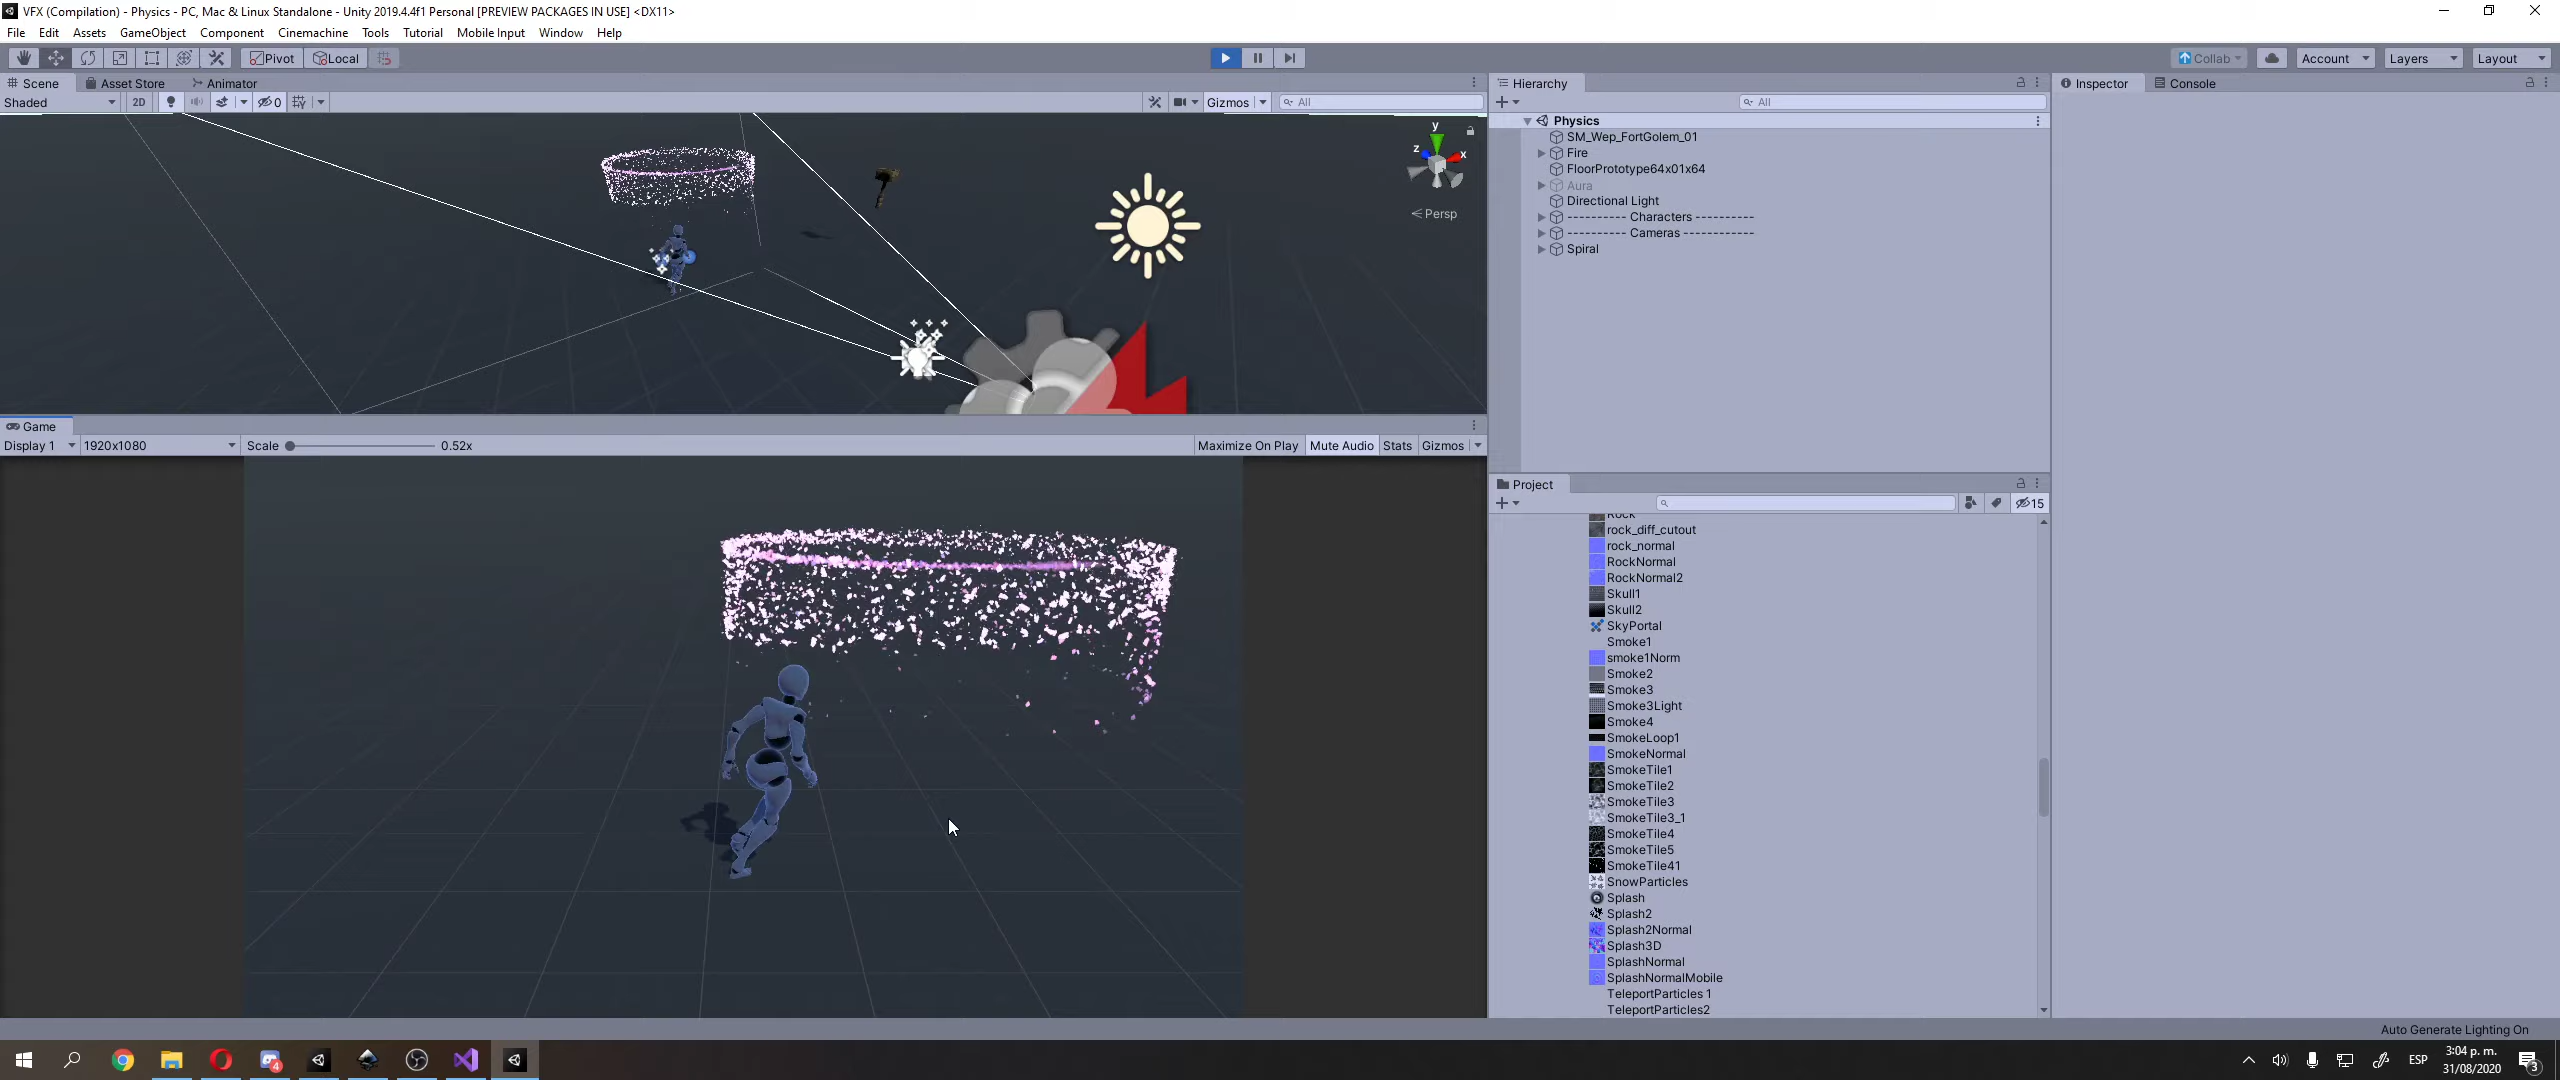 VFX (Compilation) - Physics - PC, Mac & Linux Standalone - Unity 2019.4.4f1 Personal [PREVIEW PACKAGES IN USE] <DX11>
File Edit Assets GameObject Component Cinemachine Tools Tutorial Mobile Input Window Help
Pivot Local Collab Account Layers Layout
Scene Asset Store Animator
Shaded 2D 0 Gizmos All
y
z x
Persp
Game
Display 1 1920x1080 Scale 0.52x Maximize On Play Mute Audio Stats Gizmos
Hierarchy
All
Physics
SM_Wep_FortGolem_01
Fire
FloorPrototype64x01x64
Aura
Directional Light
---------- Characters ----------
---------- Cameras ------------
Spiral
Project
15
Rock
rock_diff_cutout
rock_normal
RockNormal
RockNormal2
Skull1
Skull2
SkyPortal
Smoke1
smoke1Norm
Smoke2
Smoke3
Smoke3Light
Smoke4
SmokeLoop1
SmokeNormal
SmokeTile1
SmokeTile2
SmokeTile3
SmokeTile3_1
SmokeTile4
SmokeTile5
SmokeTile41
SnowParticles
Splash
Splash2
Splash2Normal
Splash3D
SplashNormal
SplashNormalMobile
TeleportParticles 1
TeleportParticles2
Inspector Console
Auto Generate Lighting On
4
ESP
3:04 p. m.
31/08/2020
3